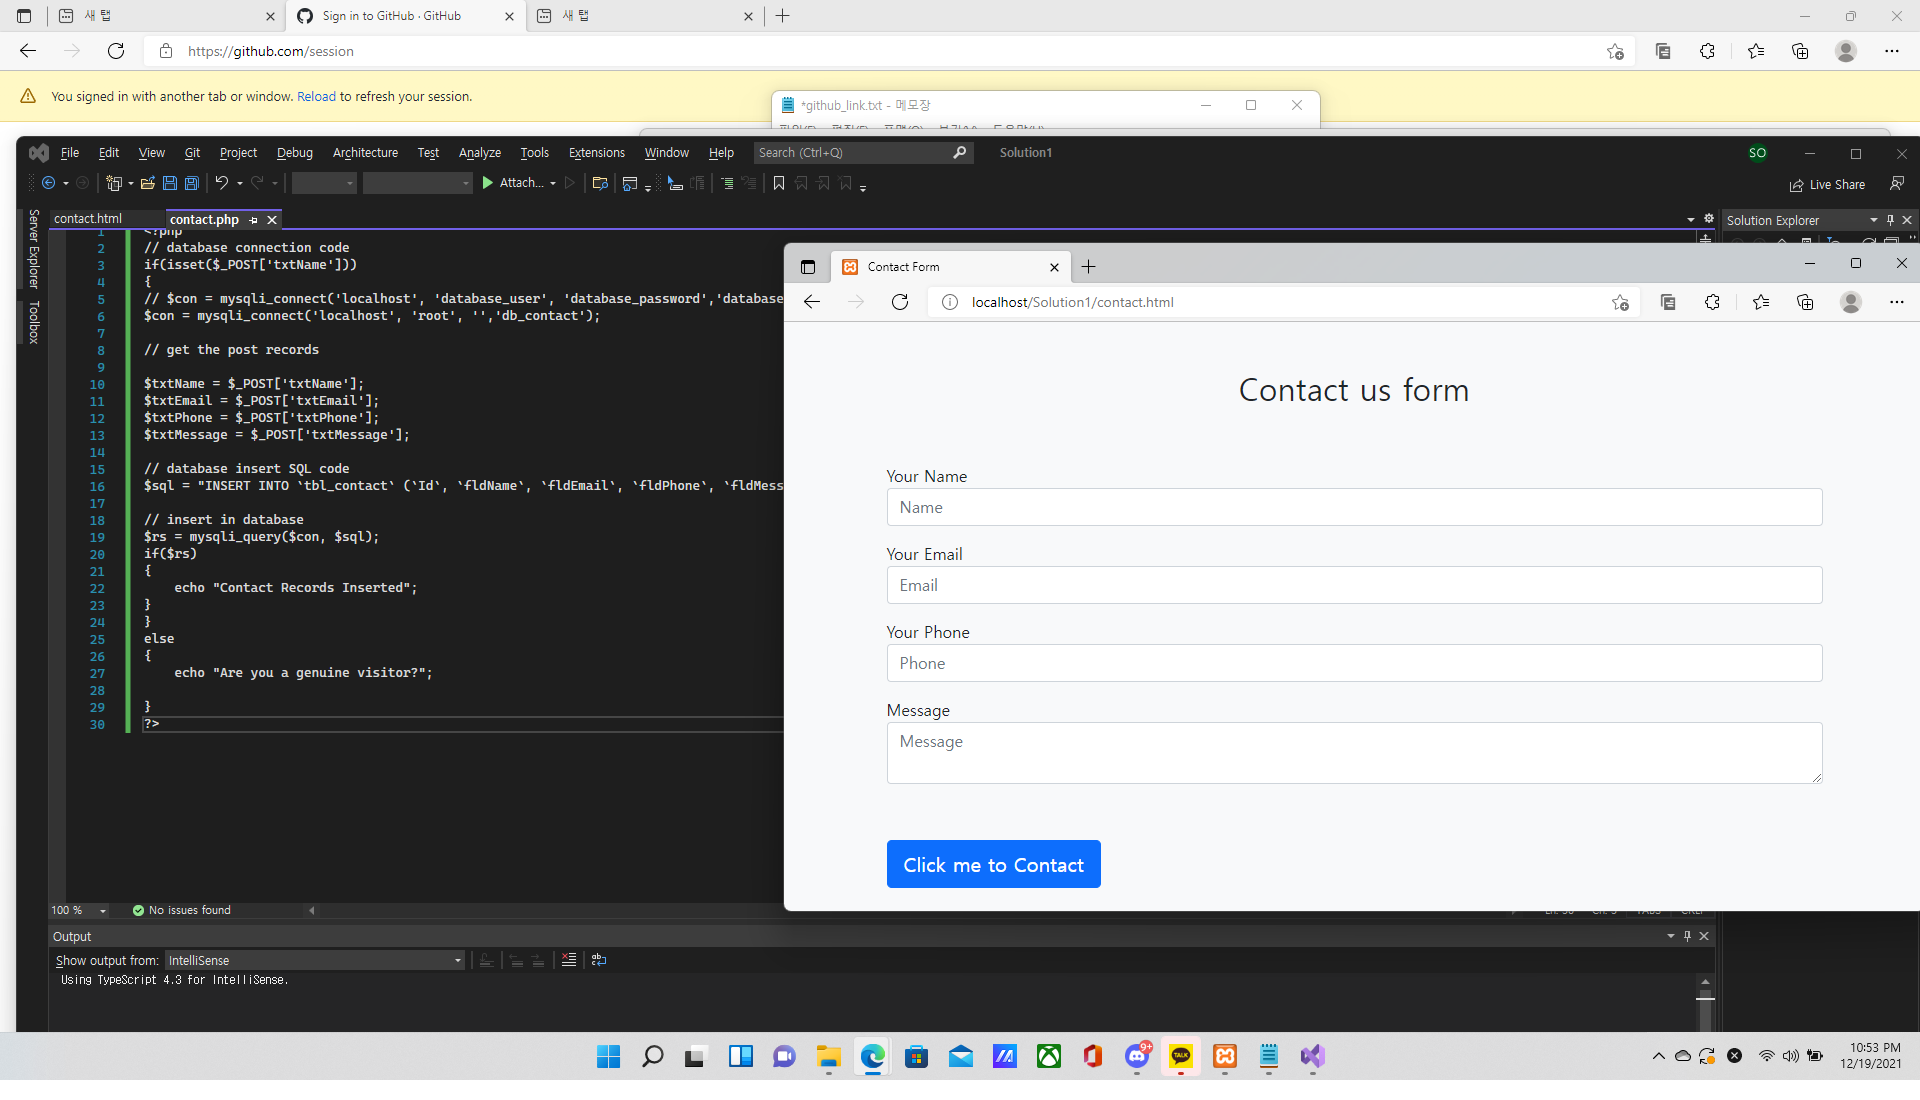 새 탭
Sign in to GitHub · GitHub
새 탭
https://github.com/session
You signed in with another tab or window. Reload to refresh your session.
*github_link.txt - 메모장
File Edit View Git Project Debug Architecture Test Analyze Tools Extensions Window Help Search (Ctrl+Q) Solution1 SO
Attach... Live Share
Server Explorer
Toolbox
contact.html
contact.php
Solution Explorer
1 <?php
2 // database connection code
3 if(isset($_POST['txtName']))
4 {
5 // $con = mysqli_connect('localhost', 'database_user', 'database_password','database
6 $con = mysqli_connect('localhost', 'root', '','db_contact');
7
8 // get the post records
9
10 $txtName = $_POST['txtName'];
11 $txtEmail = $_POST['txtEmail'];
12 $txtPhone = $_POST['txtPhone'];
13 $txtMessage = $_POST['txtMessage'];
14
15 // database insert SQL code
16 $sql = "INSERT INTO `tbl_contact` (`Id`, `fldName`, `fldEmail`, `fldPhone`, `fldMess
17
18 // insert in database
19 $rs = mysqli_query($con, $sql);
20 if($rs)
21 {
22 echo "Contact Records Inserted";
23 }
24 }
25 else
26 {
27 echo "Are you a genuine visitor?";
28
29 }
30 ?>
Contact Form
localhost/Solution1/contact.html
Contact us form
Your Name
Name
Your Email
Email
Your Phone
Phone
Message
Message
Click me to Contact
100 % No issues found
Output
Show output from: IntelliSense
Using TypeScript 4.3 for IntelliSense.
9+
TALK
10:53 PM
12/19/2021